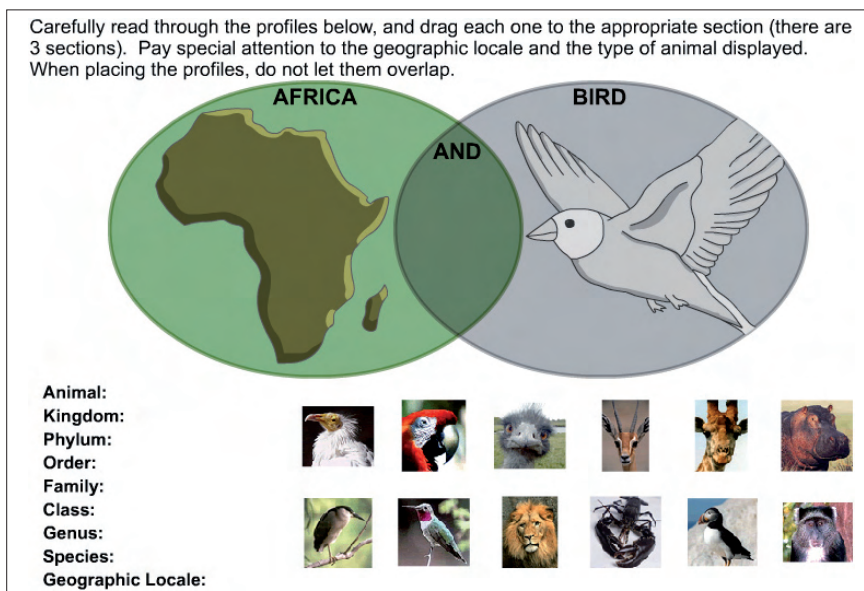 Carefully read through the profiles below, and drag each one to the appropriate section (there are
3 sections). Pay special attention to the geographic locale and the type of animal displayed.
When placing the profiles, do not let them overlap.
AFRICA
BIRD
AND
Animal:
Kingdom:
Phylum:
Order:
Family:
Class:
Genus:
Species:
Geographic Locale: